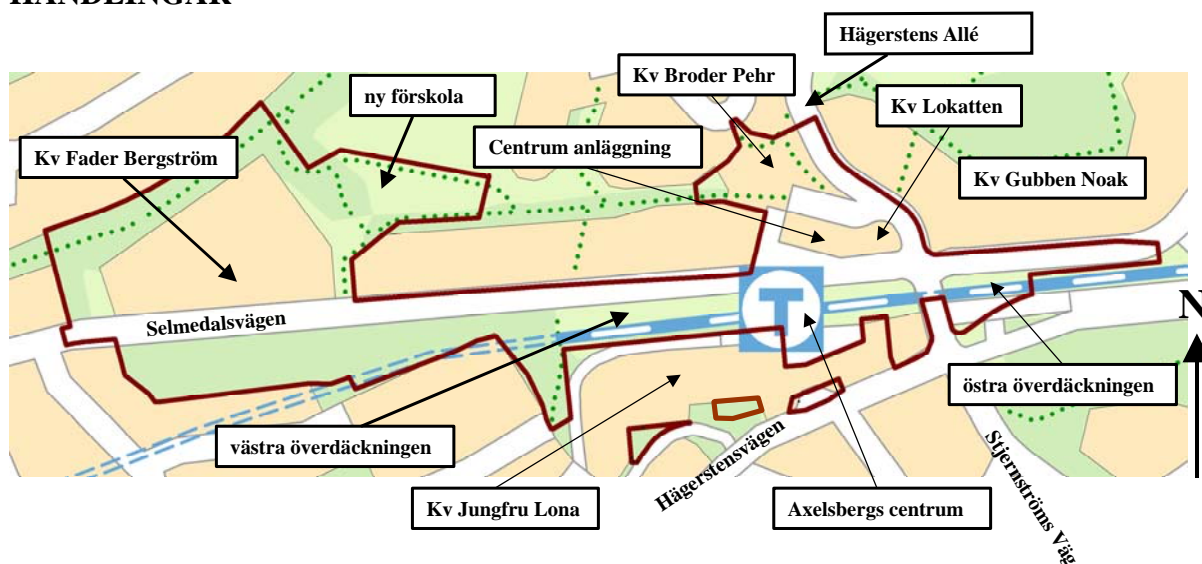 HANDLINGAR
Hägerstens Allé
Kv Broder Pehr
ny förskola
Kv Lokatten
Kv Fader Bergström
Centrum anläggning
Kv Gubben Noak
T
N
Selmedalsvägen
östra överdäckningen
västra överdäckningen
Hägerstensvägen
Stjernströms Väg
Kv Jungfru Lona
Axelsbergs centrum